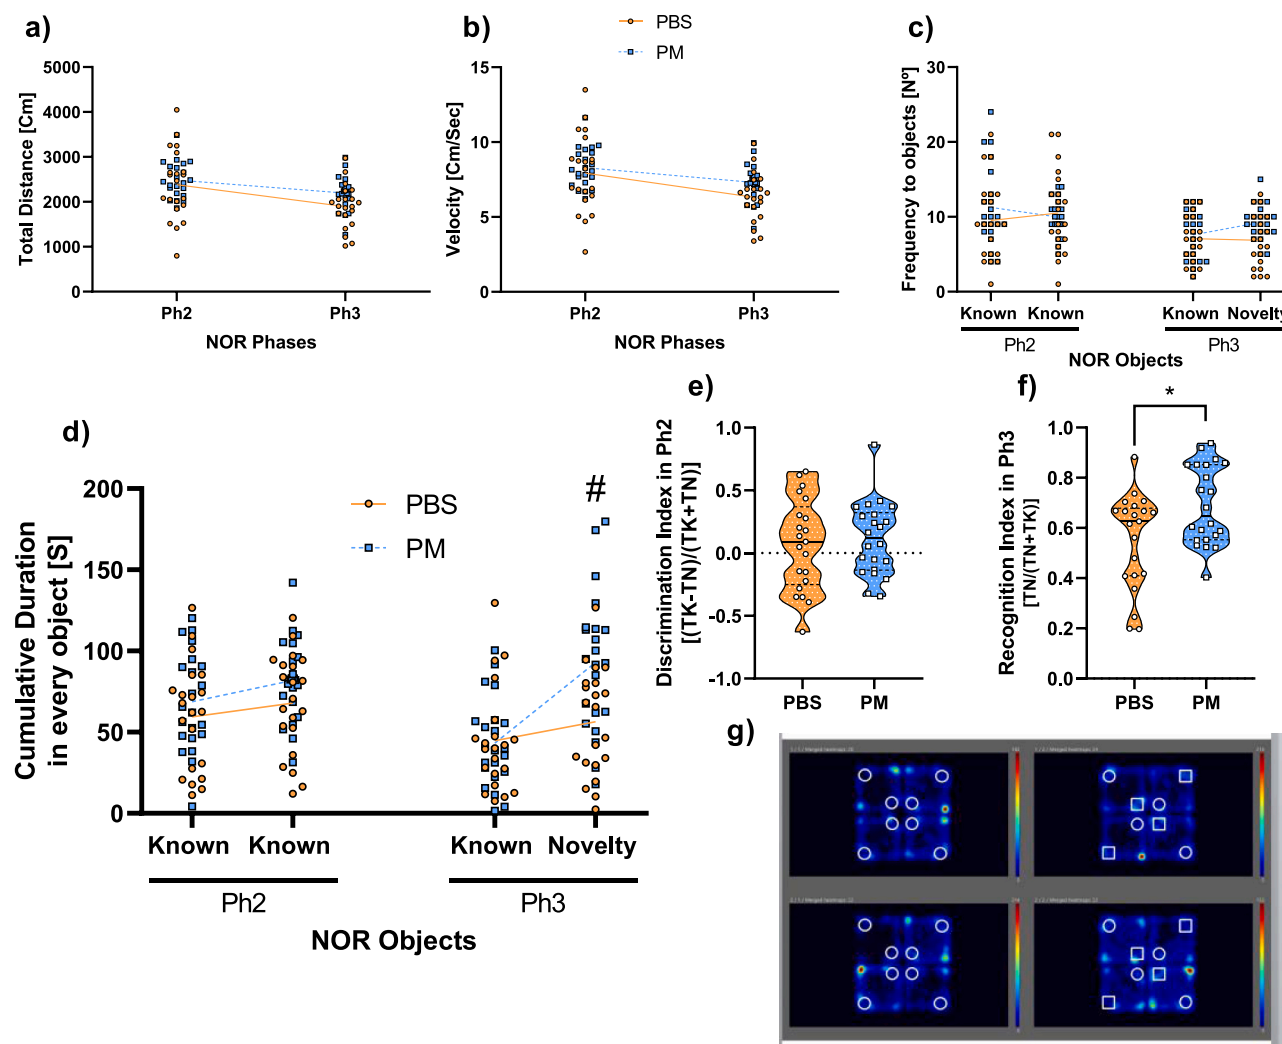 a)
5000
4000
3000
2000
1000
0
Total Distance [Cm]
Ph2
Ph3
NOR Phases
b)
PBS
PM
15
10
5
0
Velocity [Cm/Sec]
Ph2
Ph3
NOR Phases
c)
30
20
10
0
Frequency to objects [Nº]
Known
Known
Known
Novelty
Ph2
Ph3
NOR Objects
d)
200
150
100
50
0
Cumulative Duration
in every object [S]
PBS
PM
#
Known
Known
Known
Novelty
Ph2
Ph3
NOR Objects
e)
1.0
0.5
0.0
-0.5
-1.0
Discrimination Index in Ph2
[(TK-TN)/(TK+TN)]
PBS
PM
f)
*
1.0
0.8
0.6
0.4
0.2
0.0
Recognition Index in Ph3
[TN/(TN+TK)]
PBS
PM
g)